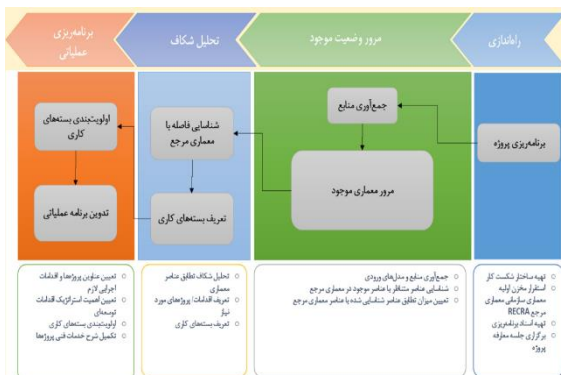 راه‌اندازی
مرور وضعیت موجود
تحلیل شکاف
برنامه‌ریزی
عملیاتی
برنامه‌ریزی پروژه
جمع‌آوری منابع
مرور معماری موجود
شناسایی فاصله با
معماری مرجع
تعریف بسته‌های کاری
اولویت‌بندی بسته‌های
کاری
تدوین برنامه عملیاتی
تهیه ساختار شکست کار
استقرار مخزن اولیه
معماری سازمانی معماری
مرجع RECRA
تهیه اسناد برنامه‌ریزی
برگزاری جلسه معارفه
پروژه
جمع‌آوری منابع و مدل‌های ورودی
شناسایی عناصر متناظر با عناصر موجود در معماری مرجع
تعیین میزان تطابق عناصر شناسایی شده با عناصر معماری مرجع
تحلیل شکاف تطابق عناصر
معماری
تعریف اقدامات/ پروژه‌های مورد
نیاز
تعریف بسته‌های کاری
تعیین عناوین پروژه‌ها و اقدامات
اجرایی لازم
تعیین اهمیت استراتژیک اقدامات
توسعه‌ای
اولویت‌بندی بسته‌های کاری
تکمیل شرح خدمات فنی پروژه‌ها